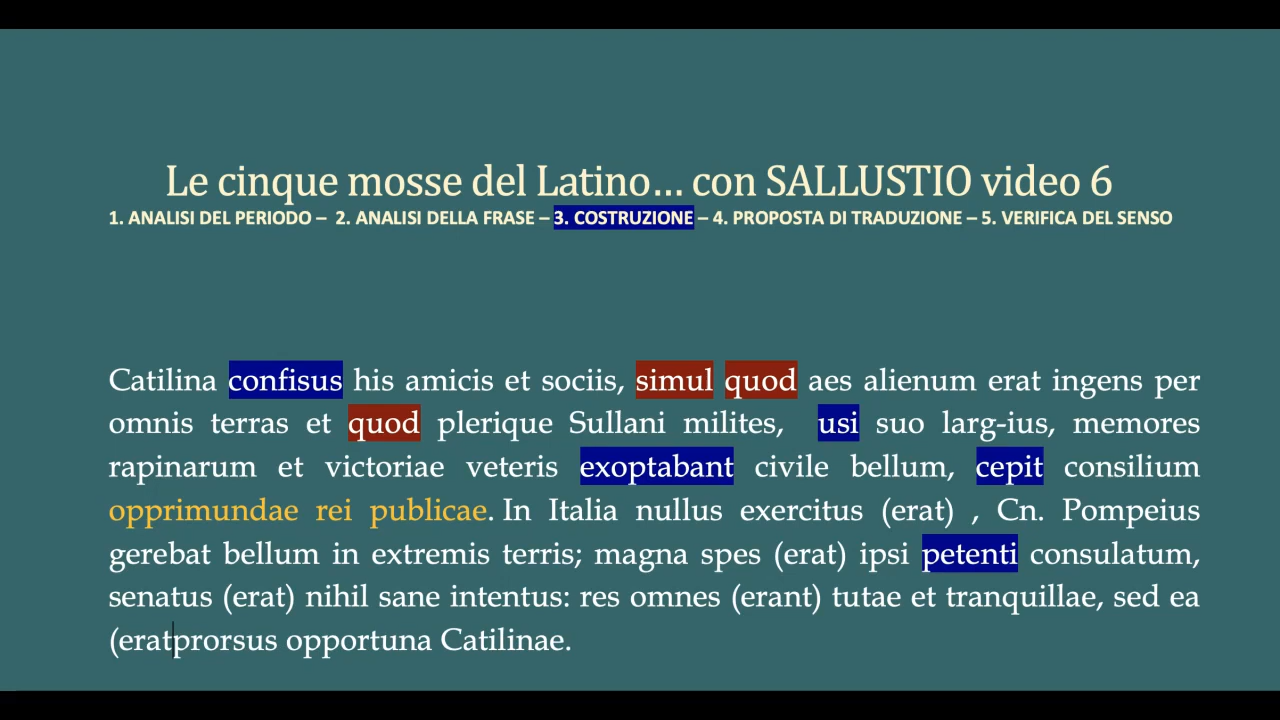 Le cinque mosse del Latino... con SALLUSTIO video 6
1. ANALISI DEL PERIODO – 2. ANALISI DELLA FRASE – 3. COSTRUZIONE – 4. PROPOSTA DI TRADUZIONE – 5. VERIFICA DEL SENSO
Catilina confisus his amicis et sociis, simul quod aes alienum erat ingens per
omnis terras et quod plerique Sullani milites, usi suo larg-ius, memores
rapinarum et victoriae veteris exoptabant civile bellum, cepit consilium
opprimundae rei publicae. In Italia nullus exercitus (erat) , Cn. Pompeius
gerebat bellum in extremis terris; magna spes (erat) ipsi petenti consulatum,
senatus (erat) nihil sane intentus: res omnes (erant) tutae et tranquillae, sed ea
(eratprorsus opportuna Catilinae.